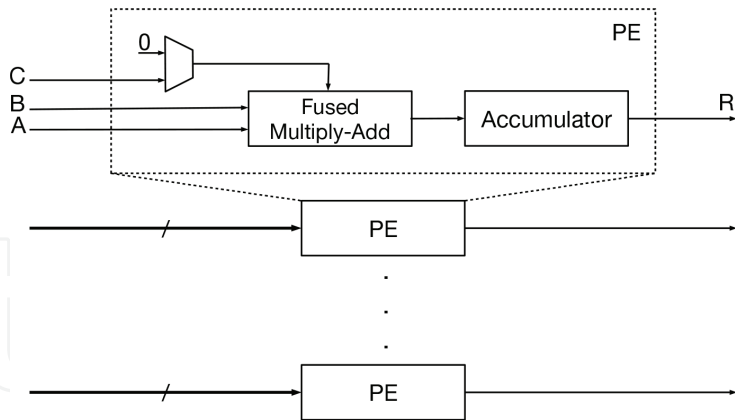 0
PE
C
B
A
Fused
Multiply-Add
Accumulator
R
PE
PE